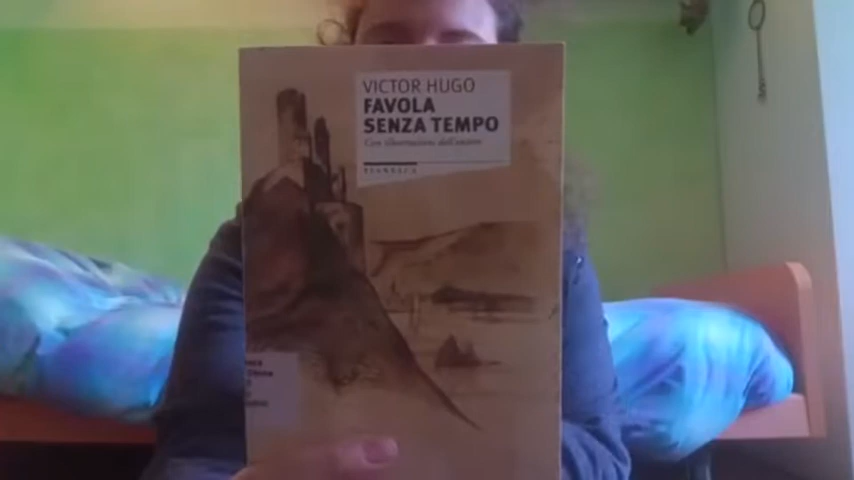 VICTOR HUGO
FAVOLA
SENZA TEMPO
Con illustrazioni dell'autore